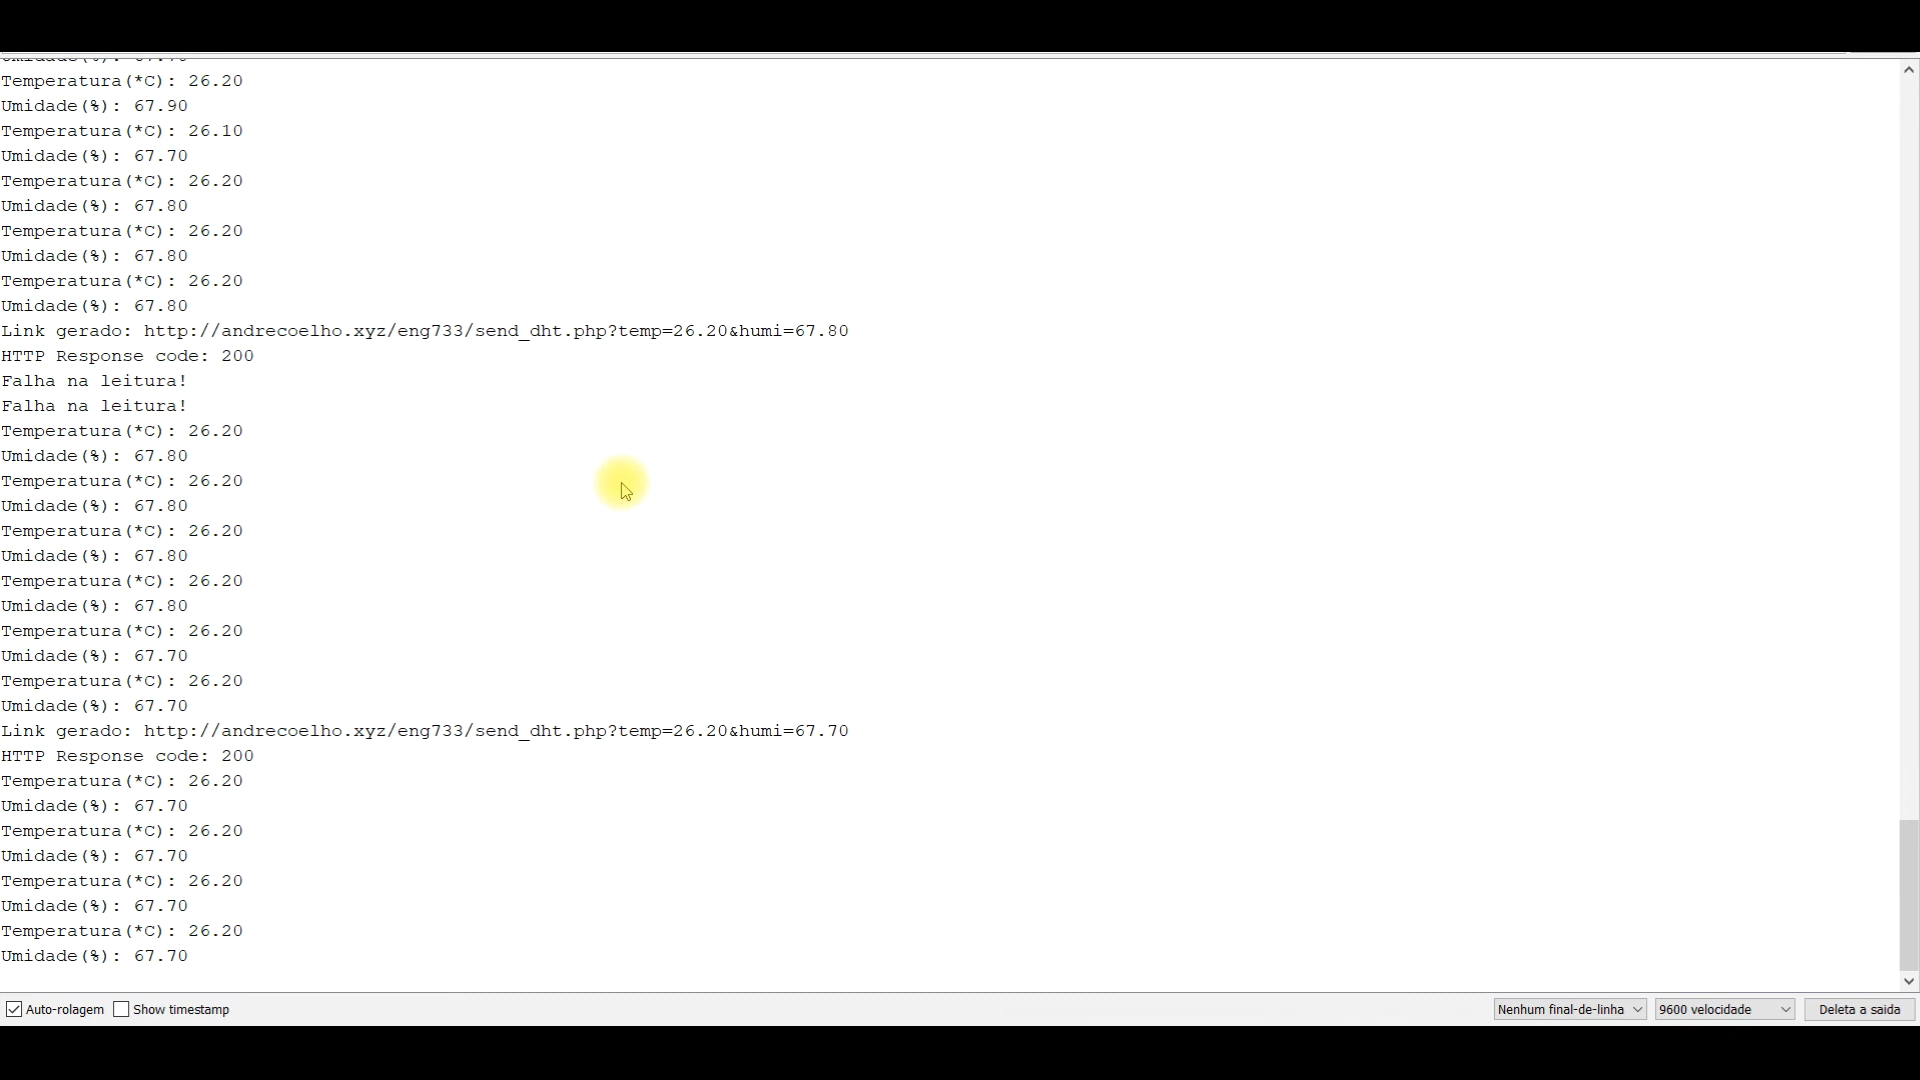 Temperatura(*C): 26.20
Umidade(%): 67.90
Temperatura(*C): 26.10
Umidade(%): 67.70
Temperatura(*C): 26.20
Umidade(%): 67.80
Temperatura(*C): 26.20
Umidade(%): 67.80
Temperatura(*C): 26.20
Umidade(%): 67.80
Link gerado: http://andrecoelho.xyz/eng733/send_dht.php?temp=26.20&humi=67.80
HTTP Response code: 200
Falha na leitura!
Falha na leitura!
Temperatura(*C): 26.20
Umidade(%): 67.80
Temperatura(*C): 26.20
Umidade(%): 67.80
Temperatura(*C): 26.20
Umidade(%): 67.80
Temperatura(*C): 26.20
Umidade(%): 67.80
Temperatura(*C): 26.20
Umidade(%): 67.70
Temperatura(*C): 26.20
Umidade(%): 67.70
Link gerado: http://andrecoelho.xyz/eng733/send_dht.php?temp=26.20&humi=67.70
HTTP Response code: 200
Temperatura(*C): 26.20
Umidade(%): 67.70
Temperatura(*C): 26.20
Umidade(%): 67.70
Temperatura(*C): 26.20
Umidade(%): 67.70
Temperatura(*C): 26.20
Umidade(%): 67.70
Auto-rolagem Show timestamp Nenhum final-de-linha 9600 velocidade Deleta a saida